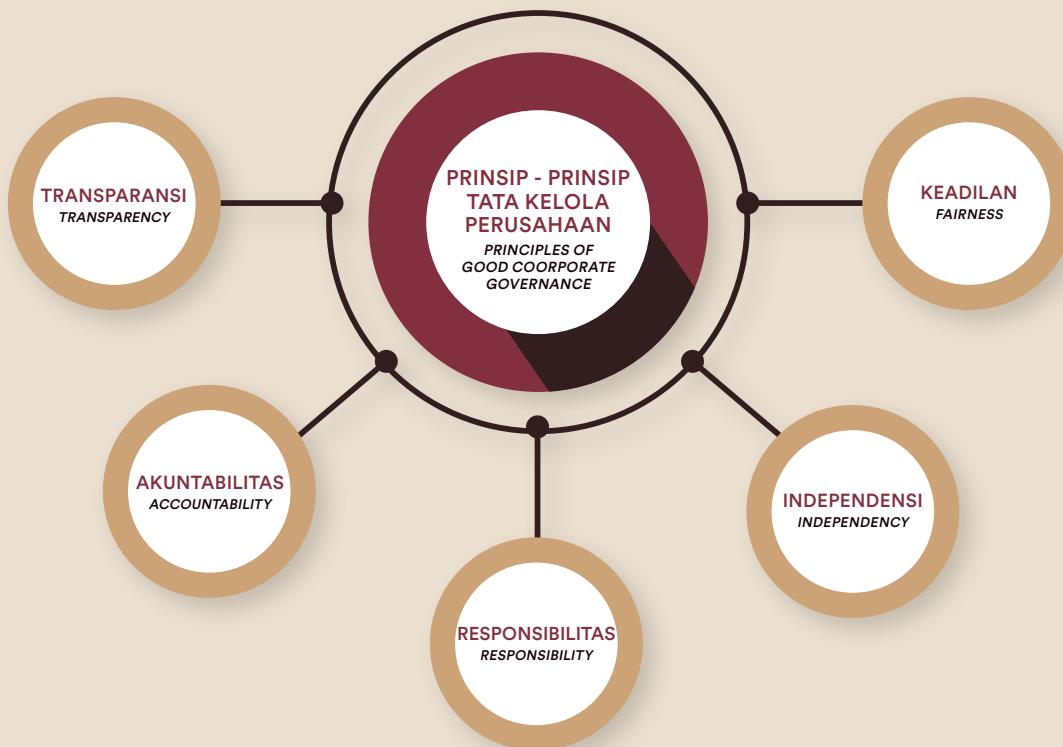 PRINSIP - PRINSIP
TATA KELOLA
PERUSAHAAN
PRINCIPLES OF
GOOD COORPORATE
GOVERNANCE
TRANSPARANSI
TRANSPARENCY
AKUNTABILITAS
ACCOUNTABILITY
RESPONSIBILITAS
RESPONSIBILITY
INDEPENDENSI
INDEPENDENCY
KEADILAN
FAIRNESS